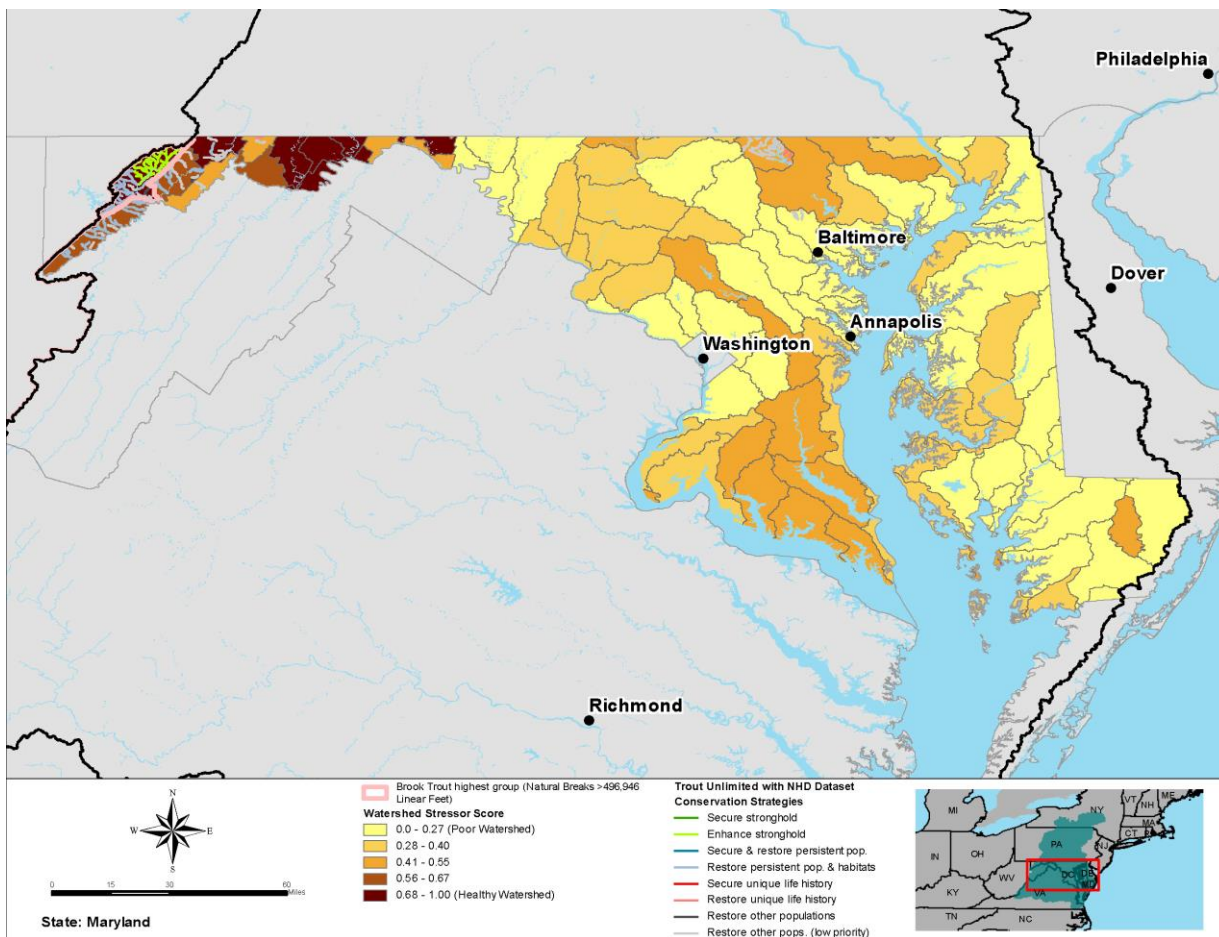 Philadelphia
Baltimore
Dover
Annapolis
Washington
Richmond
N
W E
S
0 15 30 60
Miles
State: Maryland
Brook Trout highest group (Natural Breaks >496,946
Linear Feet)
Watershed Stressor Score
0.0 - 0.27 (Poor Watershed)
0.28 - 0.40
0.41 - 0.55
0.56 - 0.67
0.68 - 1.00 (Healthy Watershed)
Trout Unlimited with NHD Dataset
Conservation Strategies
Secure stronghold
Enhance stronghold
Secure & restore persistent pop.
Restore persistent pop & habitats
Secure unique life history
Restore unique life history
Restore other populations
Restore other pops. (low priority)
MI
NY
VT
NH
ME
MA
CT
RI
PA
NJ
IN
OH
WV
DC
DE
MD
KY
VA
TN
NC